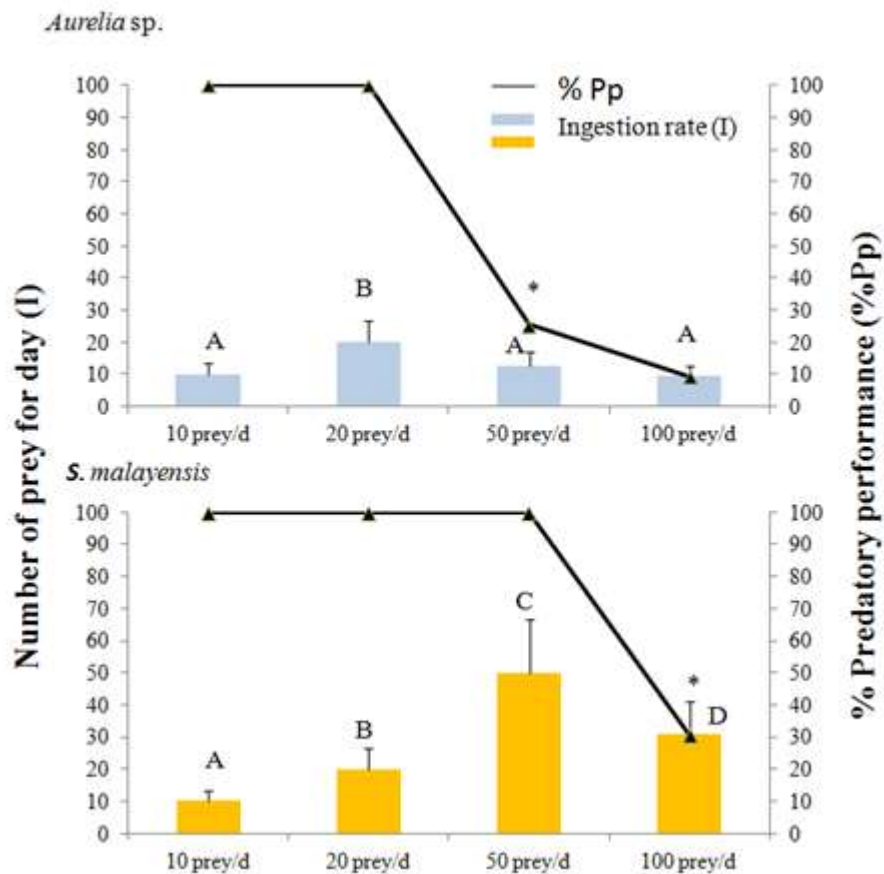 Aurelia sp.
100
90
80
70
60
50
40
30
20
10
0
% Pp
Ingestion rate (I)
A
B
*
A
A
100
90
80
70
60
50
40
30
20
10
0
10 prey/d 20 prey/d 50 prey/d 100 prey/d
S. malayensis
100
90
80
70
60
50
40
30
20
10
0
A
B
C
*
D
100
90
80
70
60
50
40
30
20
10
0
10 prey/d 20 prey/d 50 prey/d 100 prey/d
Number of prey for day (I)
% Predatory performance (%Pp)